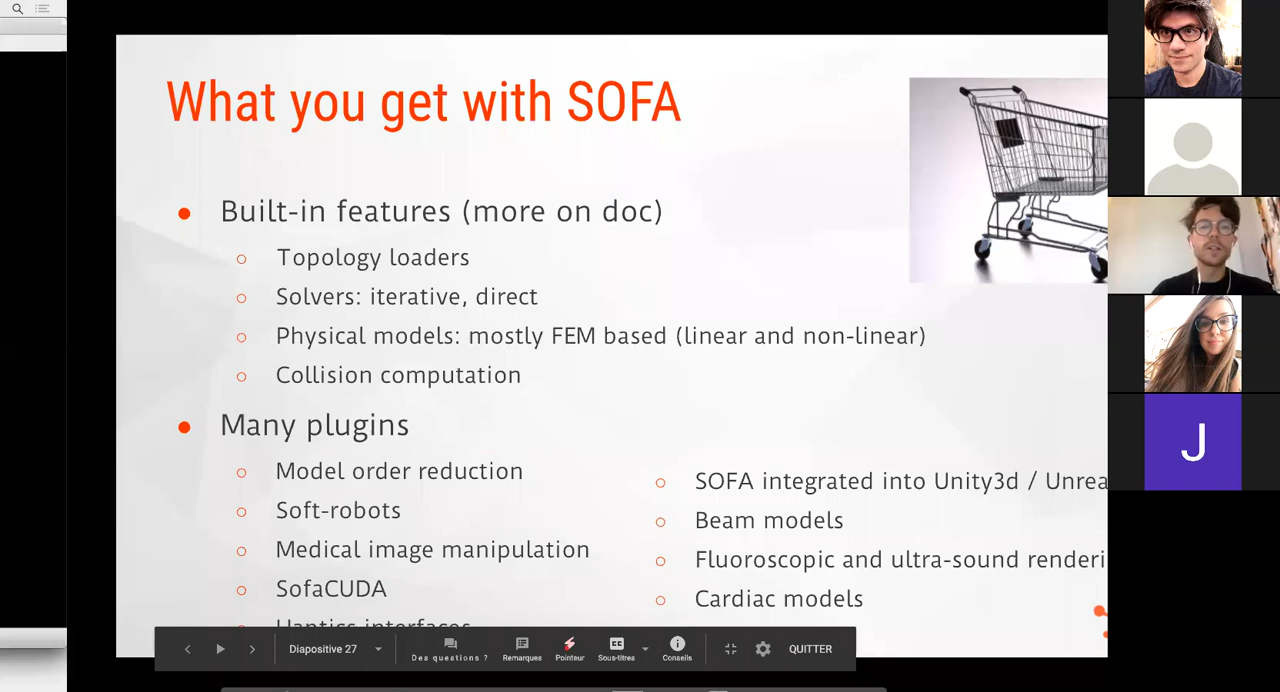 What you get with SOFA
Built-in features (more on doc)
Topology loaders
Solvers: iterative, direct
Physical models: mostly FEM based (linear and non-linear)
Collision computation
Many plugins
Model order reduction
Soft-robots
Medical image manipulation
SofaCUDA
Haptics interfaces
SOFA integrated into Unity3d / Unrea
Beam models
Fluoroscopic and ultra-sound renderi
Cardiac models
Diapositive 27
Des questions ?
Remarques
Pointeur
CC
Sous-titres
Conseils
QUITTER
J